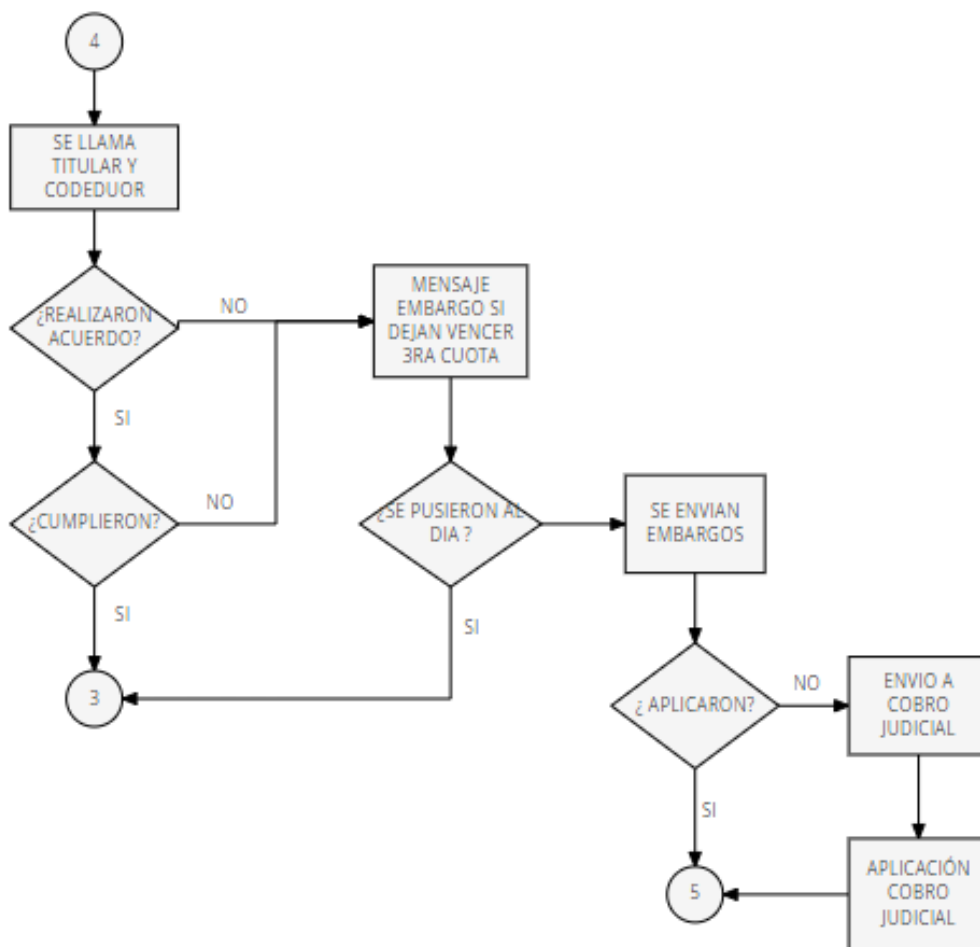 4
SE LLAMA
TITULAR Y
CODEDUOR
¿REALIZARON
ACUERDO?
NO
MENSAJE
EMBARGO SI
DEJAN VENCER
3RA CUOTA
SI
¿CUMPLIERON?
NO
¿SE PUSIERON AL
DIA ?
SE ENVIAN
EMBARGOS
SI
SI
3
¿ APLICARON?
NO
ENVIO A
COBRO
JUDICIAL
SI
5
APLICACIÓN
COBRO
JUDICIAL